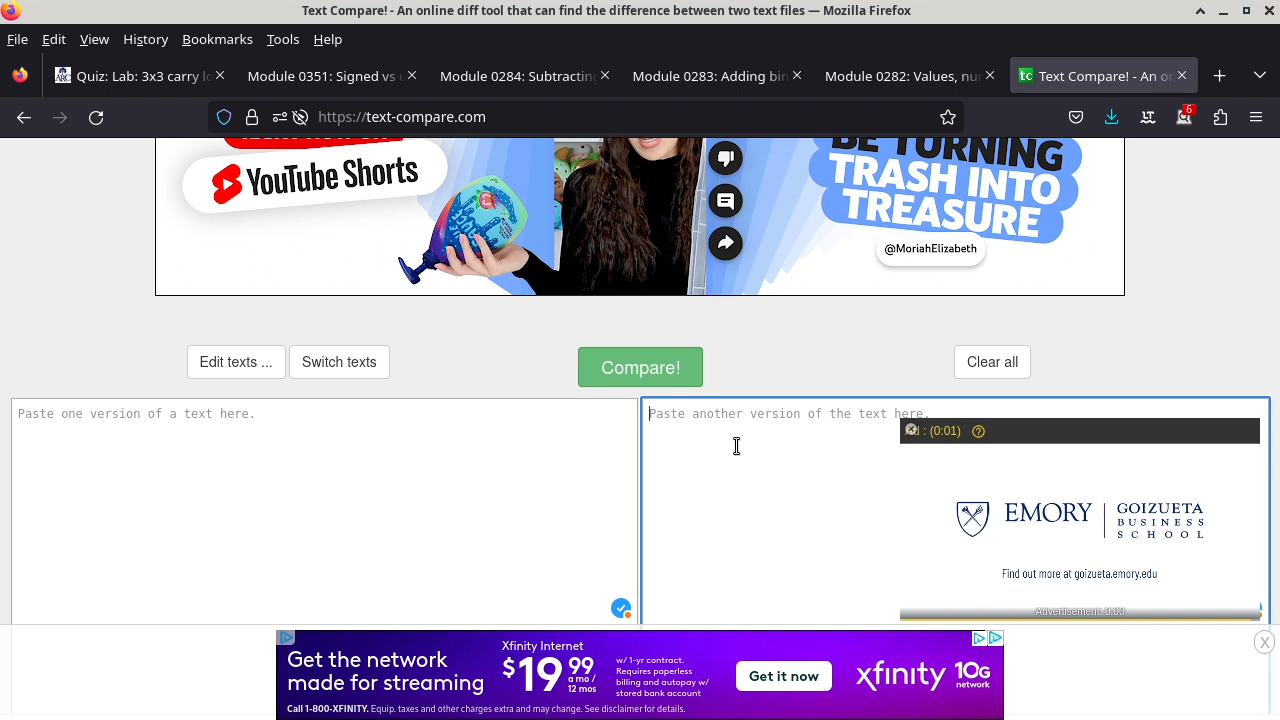 Text Compare! - An online diff tool that can find the difference between two text files — Mozilla Firefox
File Edit View History Bookmarks Tools Help
Quiz: Lab: 3x3 carry lo
Module 0351: Signed vs u
Module 0284: Subtracting
Module 0283: Adding bin
Module 0282: Values, nu
Text Compare! - An on
https://text-compare.com
6
YouTube Shorts
BE TURNING
TRASH INTO
TREASURE
@MoriahElizabeth
Edit texts ...
Switch texts
Compare!
Clear all
Paste one version of a text here.
Paste another version of the text here.
: (0:01)
EMORY
GOIZUETA
BUSINESS
SCHOOL
Find out more at goizueta.emory.edu
Advertisement: 0:03
Get the network
made for streaming
Call 1-800-XFINITY. Equip. taxes and other charges extra and may change. See disclaimer for details.
Xfinity Internet
$19 99
a mo /
12 mos
w/ 1-yr contract.
Requires paperless
billing and autopay w/
stored bank account
Get it now
xfinity 10G
network
X